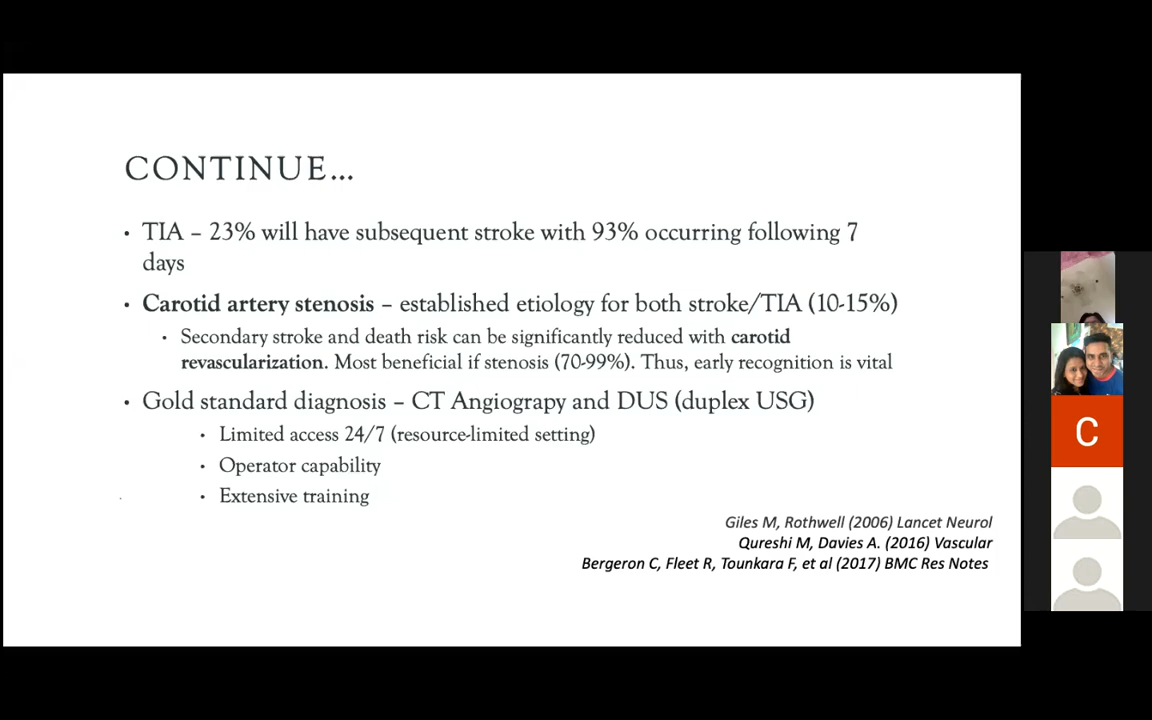 CONTINUE…
• TIA – 23% will have subsequent stroke with 93% occurring following 7
days
• Carotid artery stenosis – established etiology for both stroke/TIA (10-15%)
• Secondary stroke and death risk can be significantly reduced with carotid
revascularization. Most beneficial if stenosis (70-99%). Thus, early recognition is vital
• Gold standard diagnosis – CT Angiograpy and DUS (duplex USG)
• Limited access 24/7 (resource-limited setting)
• Operator capability
• Extensive training
Giles M, Rothwell (2006) Lancet Neurol
Qureshi M, Davies A. (2016) Vascular
Bergeron C, Fleet R, Tounkara F, et al (2017) BMC Res Notes
C